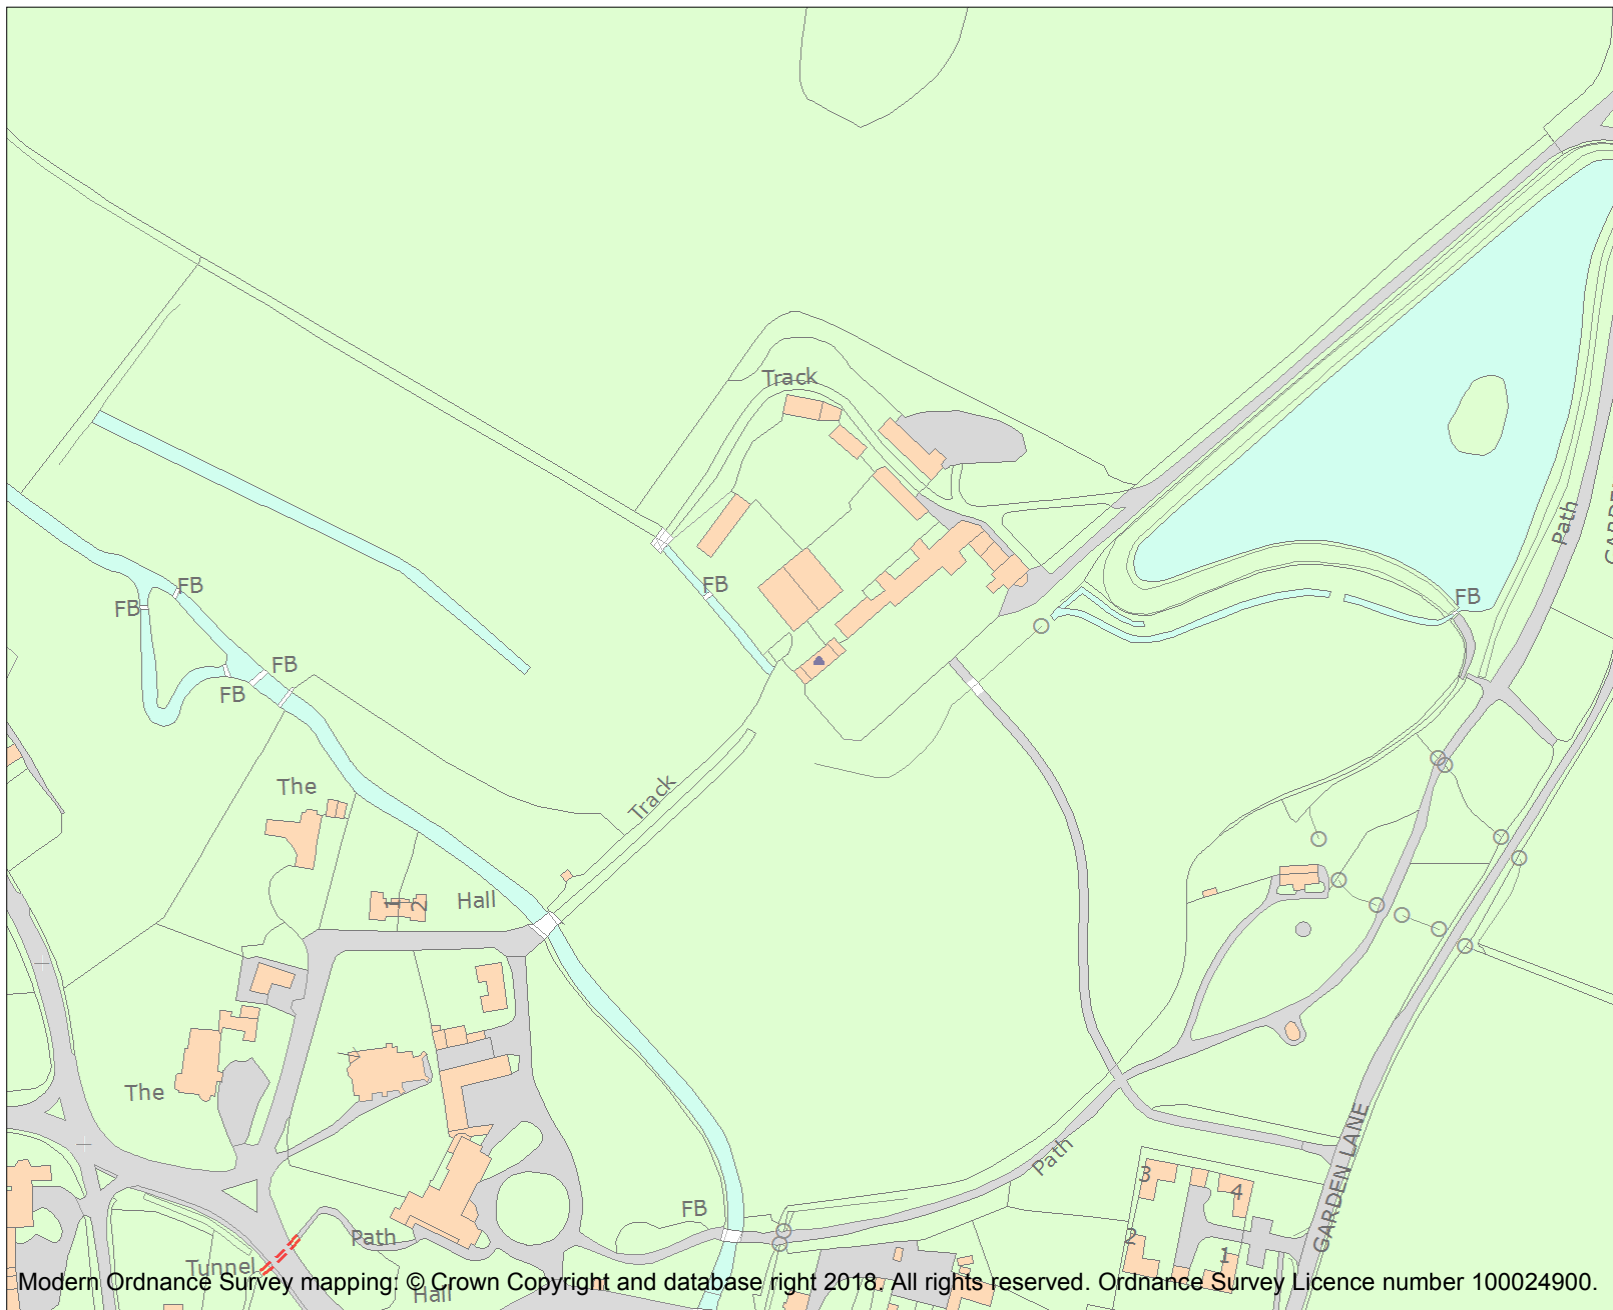 Track
Path
FB
FB
FB
FB
FB
FB
The
Track
Hall
1
2
The
GARDEN LANE
Path
3
4
FB
2
Path
1
Tunnel
Hall
Modern Ordnance Survey mapping: © Crown Copyright and database right 2018. All rights reserved. Ordnance Survey Licence number 100024900.